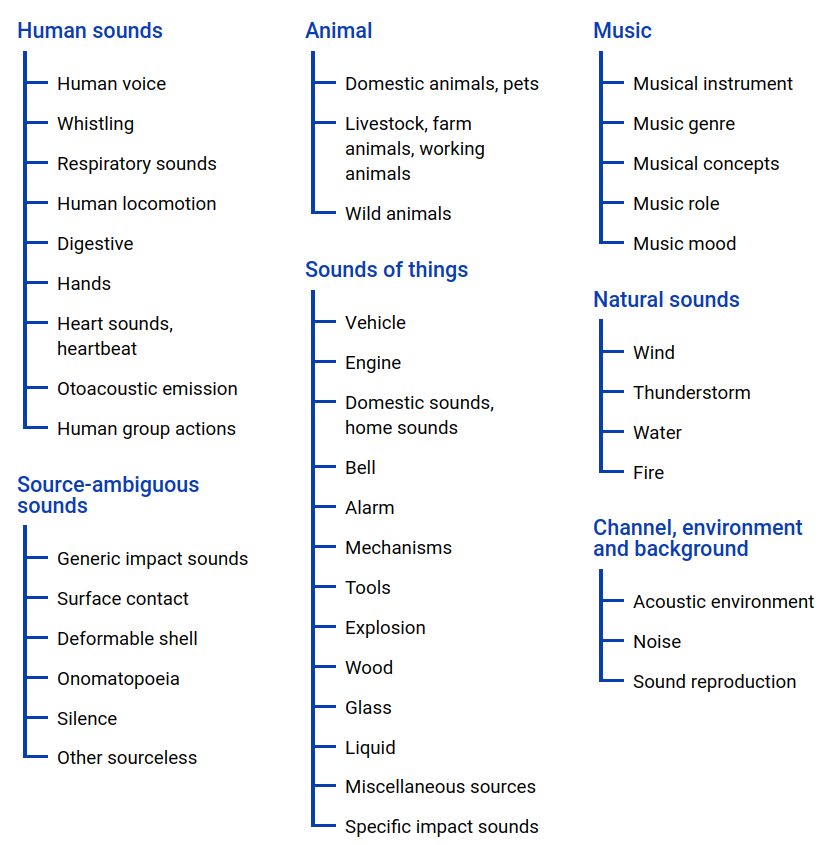 Human sounds
Human voice
Whistling
Respiratory sounds
Human locomotion
Digestive
Hands
Heart sounds,
heartbeat
Otoacoustic emission
Human group actions
Source-ambiguous
sounds
Generic impact sounds
Surface contact
Deformable shell
Onomatopoeia
Silence
Other sourceless
Animal
Domestic animals, pets
Livestock, farm
animals, working
animals
Wild animals
Sounds of things
Vehicle
Engine
Domestic sounds,
home sounds
Bell
Alarm
Mechanisms
Tools
Explosion
Wood
Glass
Liquid
Miscellaneous sources
Specific impact sounds
Music
Musical instrument
Music genre
Musical concepts
Music role
Music mood
Natural sounds
Wind
Thunderstorm
Water
Fire
Channel, environment
and background
Acoustic environment
Noise
Sound reproduction